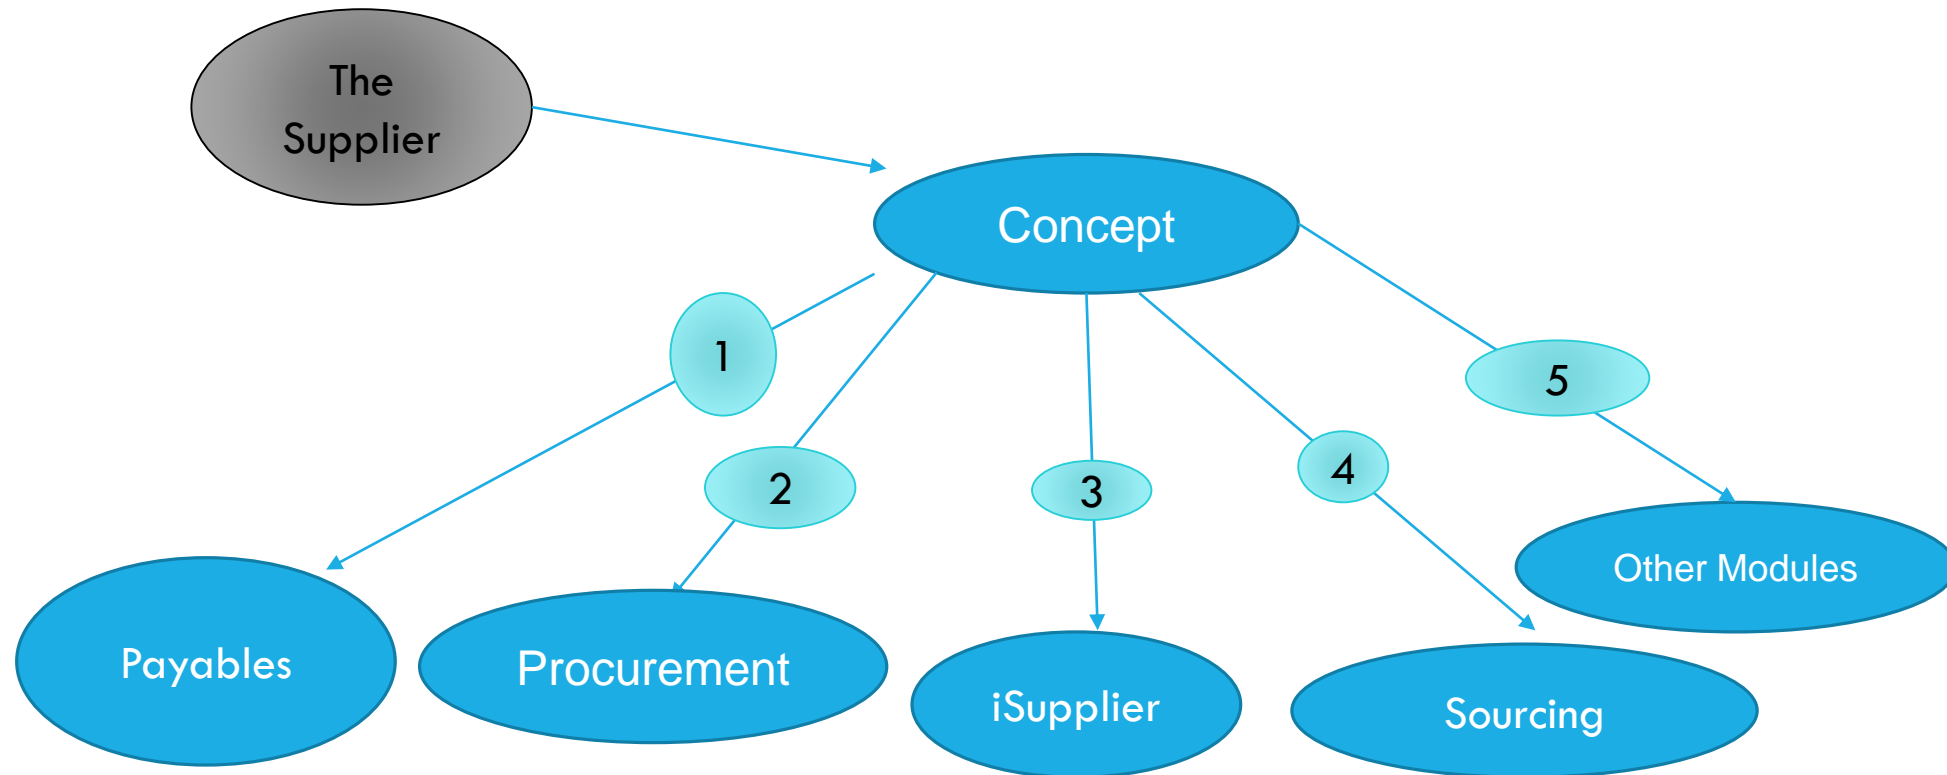 The
Supplier
Concept
1
2
3
4
5
Payables
Procurement
iSupplier
Sourcing
Other Modules